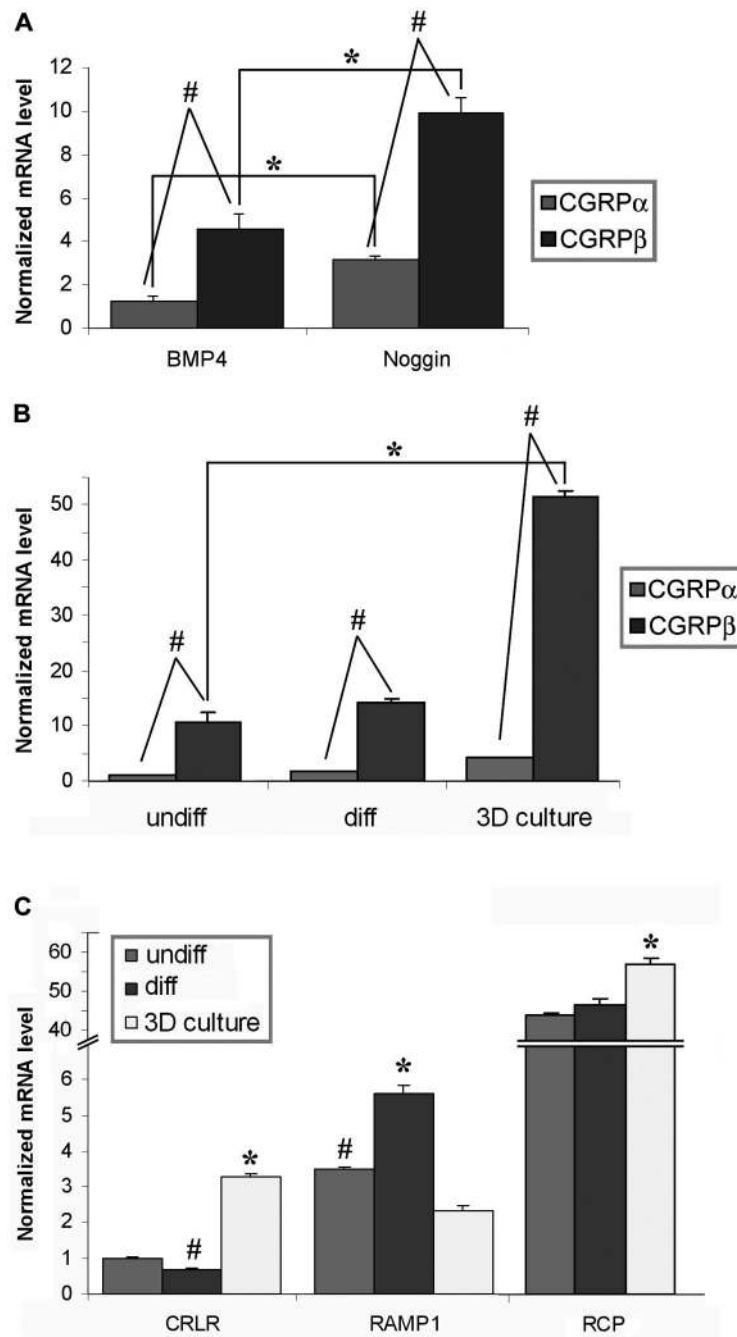 A
#
#
*
*
Normalized mRNA level
12
10
8
6
4
2
0
BMP4
Noggin
CGRPα
CGRPβ
B
#
*
#
#
Normalized mRNA level
50
40
30
20
10
0
undiff
diff
3D culture
CGRPα
CGRPβ
C
undiff
diff
3D culture
Normalized mRNA level
60
50
40
6
5
4
3
2
1
0
#
*
#
*
*
CRLR
RAMP1
RCP